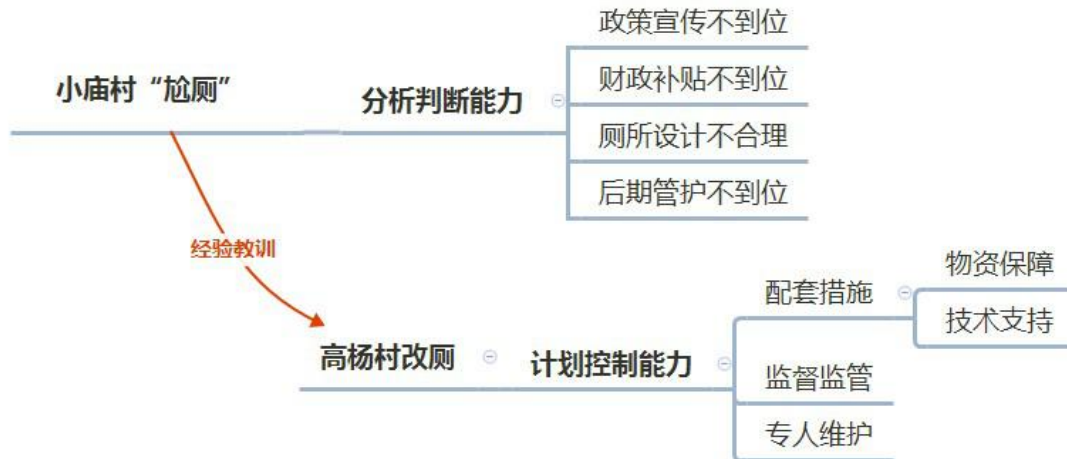 小庙村“尬厕”
分析判断能力
政策宣传不到位
财政补贴不到位
厕所设计不合理
后期管护不到位
经验教训
高杨村改厕
计划控制能力
配套措施
物资保障
技术支持
监督监管
专人维护